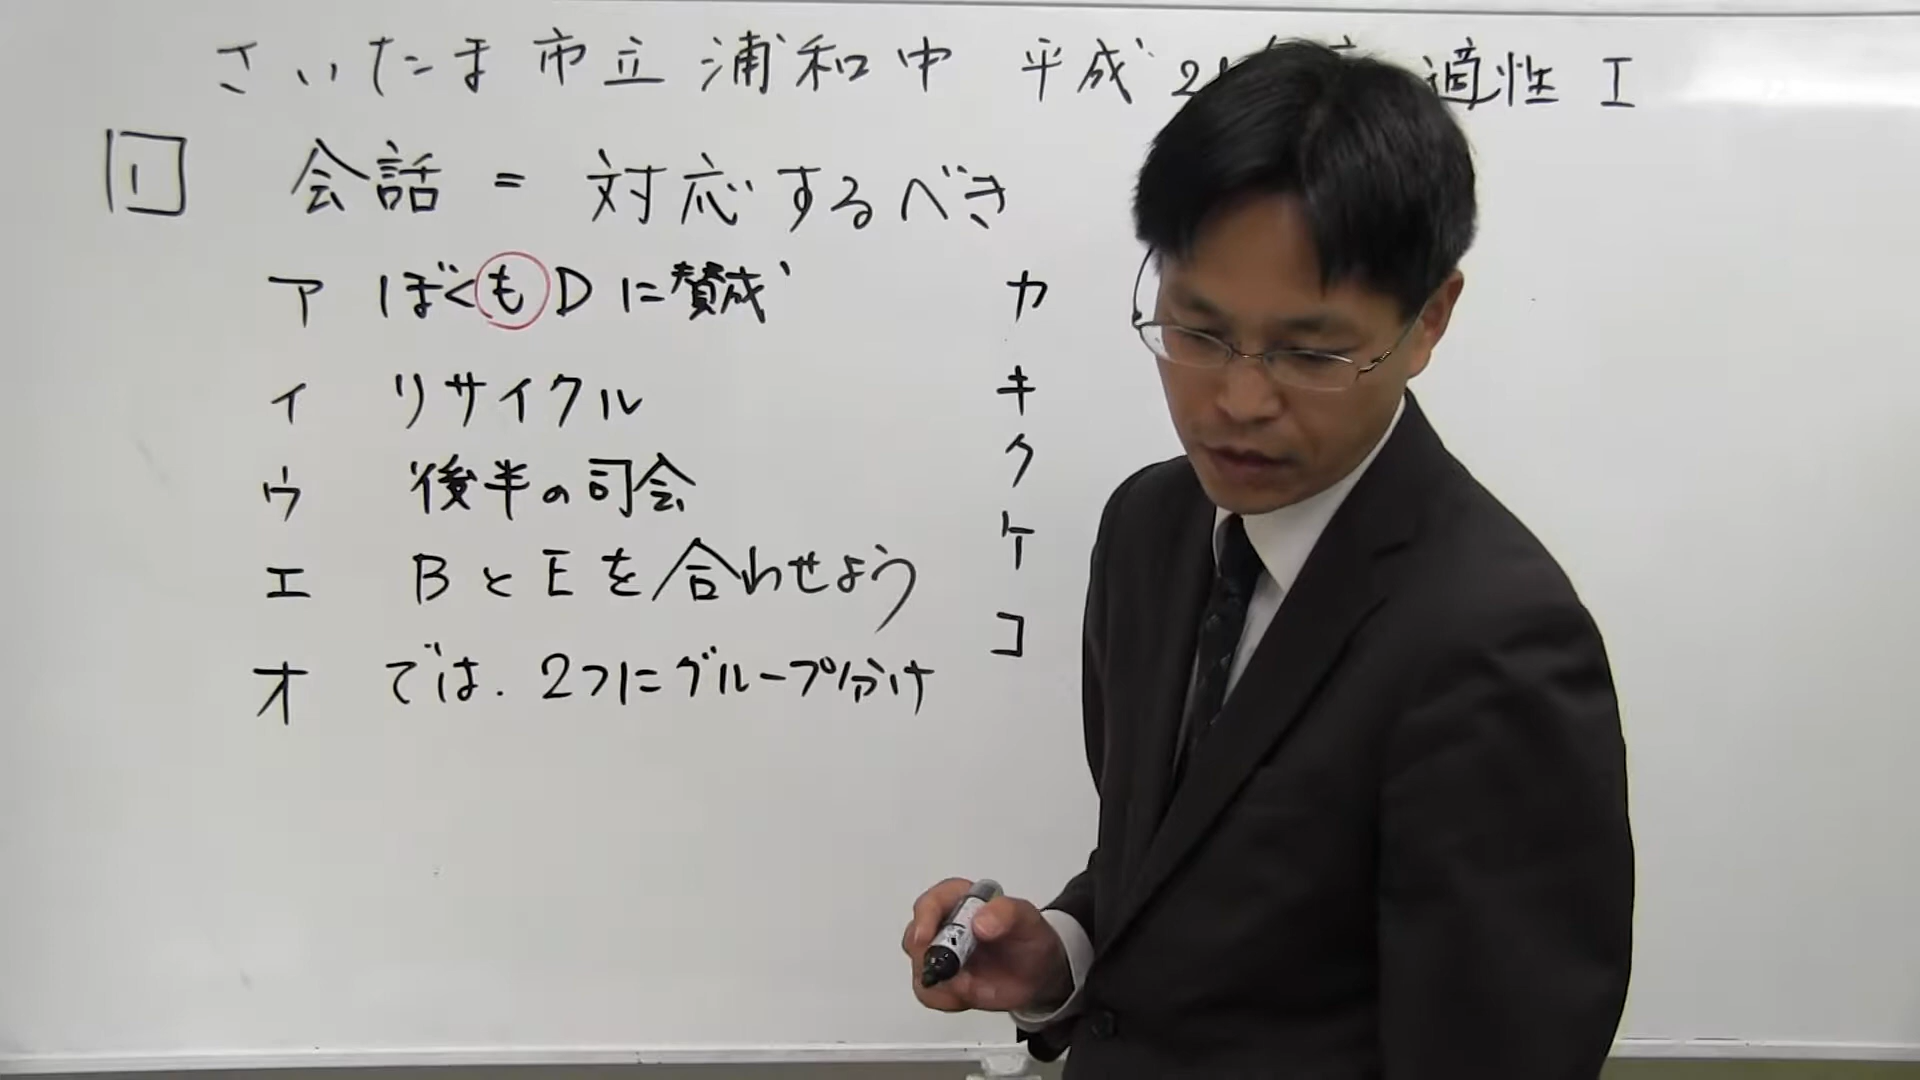 さいたま市立浦和中 平成 2 適性 I
1 会話 = 対応するべき
ア ぼくも D に賛成
イ リサイクル
ウ 後半の司会
エ B と E を合わせよう
オ では. 2つにグループ分け
カ
キ
ク
ケ
コ